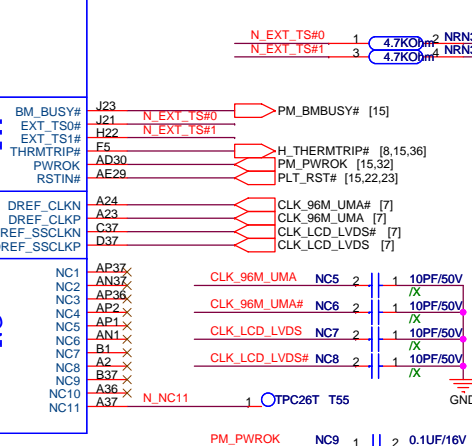 N_EXT_TS#0 1 4.7KOhm 2 NRN3
N_EXT_TS#1 3 4.7KOhm 4 NRN3
BM_BUSY# J23 PM_BMBUSY# [15]
EXT_TS0# J21 N_EXT_TS#0
EXT_TS1# H22 N_EXT_TS#1
THRMTRIP# F5 H_THERMTRIP# [8,15,36]
PWROK AD30 PM_PWROK [15,32]
RSTIN# AE29 PLT_RST# [15,22,23]
DREF_CLKN A24 CLK_96M_UMA# [7]
DREF_CLKP A23 CLK_96M_UMA [7]
REF_SSCLKN C37 CLK_LCD_LVDS# [7]
REF_SSCLKP D37 CLK_LCD_LVDS [7]
NC1 AP37
NC2 AN37
NC3 AP36
NC4 AP2
NC5 AP1
NC6 AN1
NC7 B1
NC8 A2
NC9 B37
NC10 A36
NC11 A37 N_NC11 1 TPC26T T55
CLK_96M_UMA NC5 2 1 10PF/50V
/X
CLK_96M_UMA# NC6 2 1 10PF/50V
/X
CLK_LCD_LVDS NC7 2 1 10PF/50V
/X
CLK_LCD_LVDS# NC8 2 1 10PF/50V
/X
GND
PM_PWROK NC9 1 2 0.1UF/16V